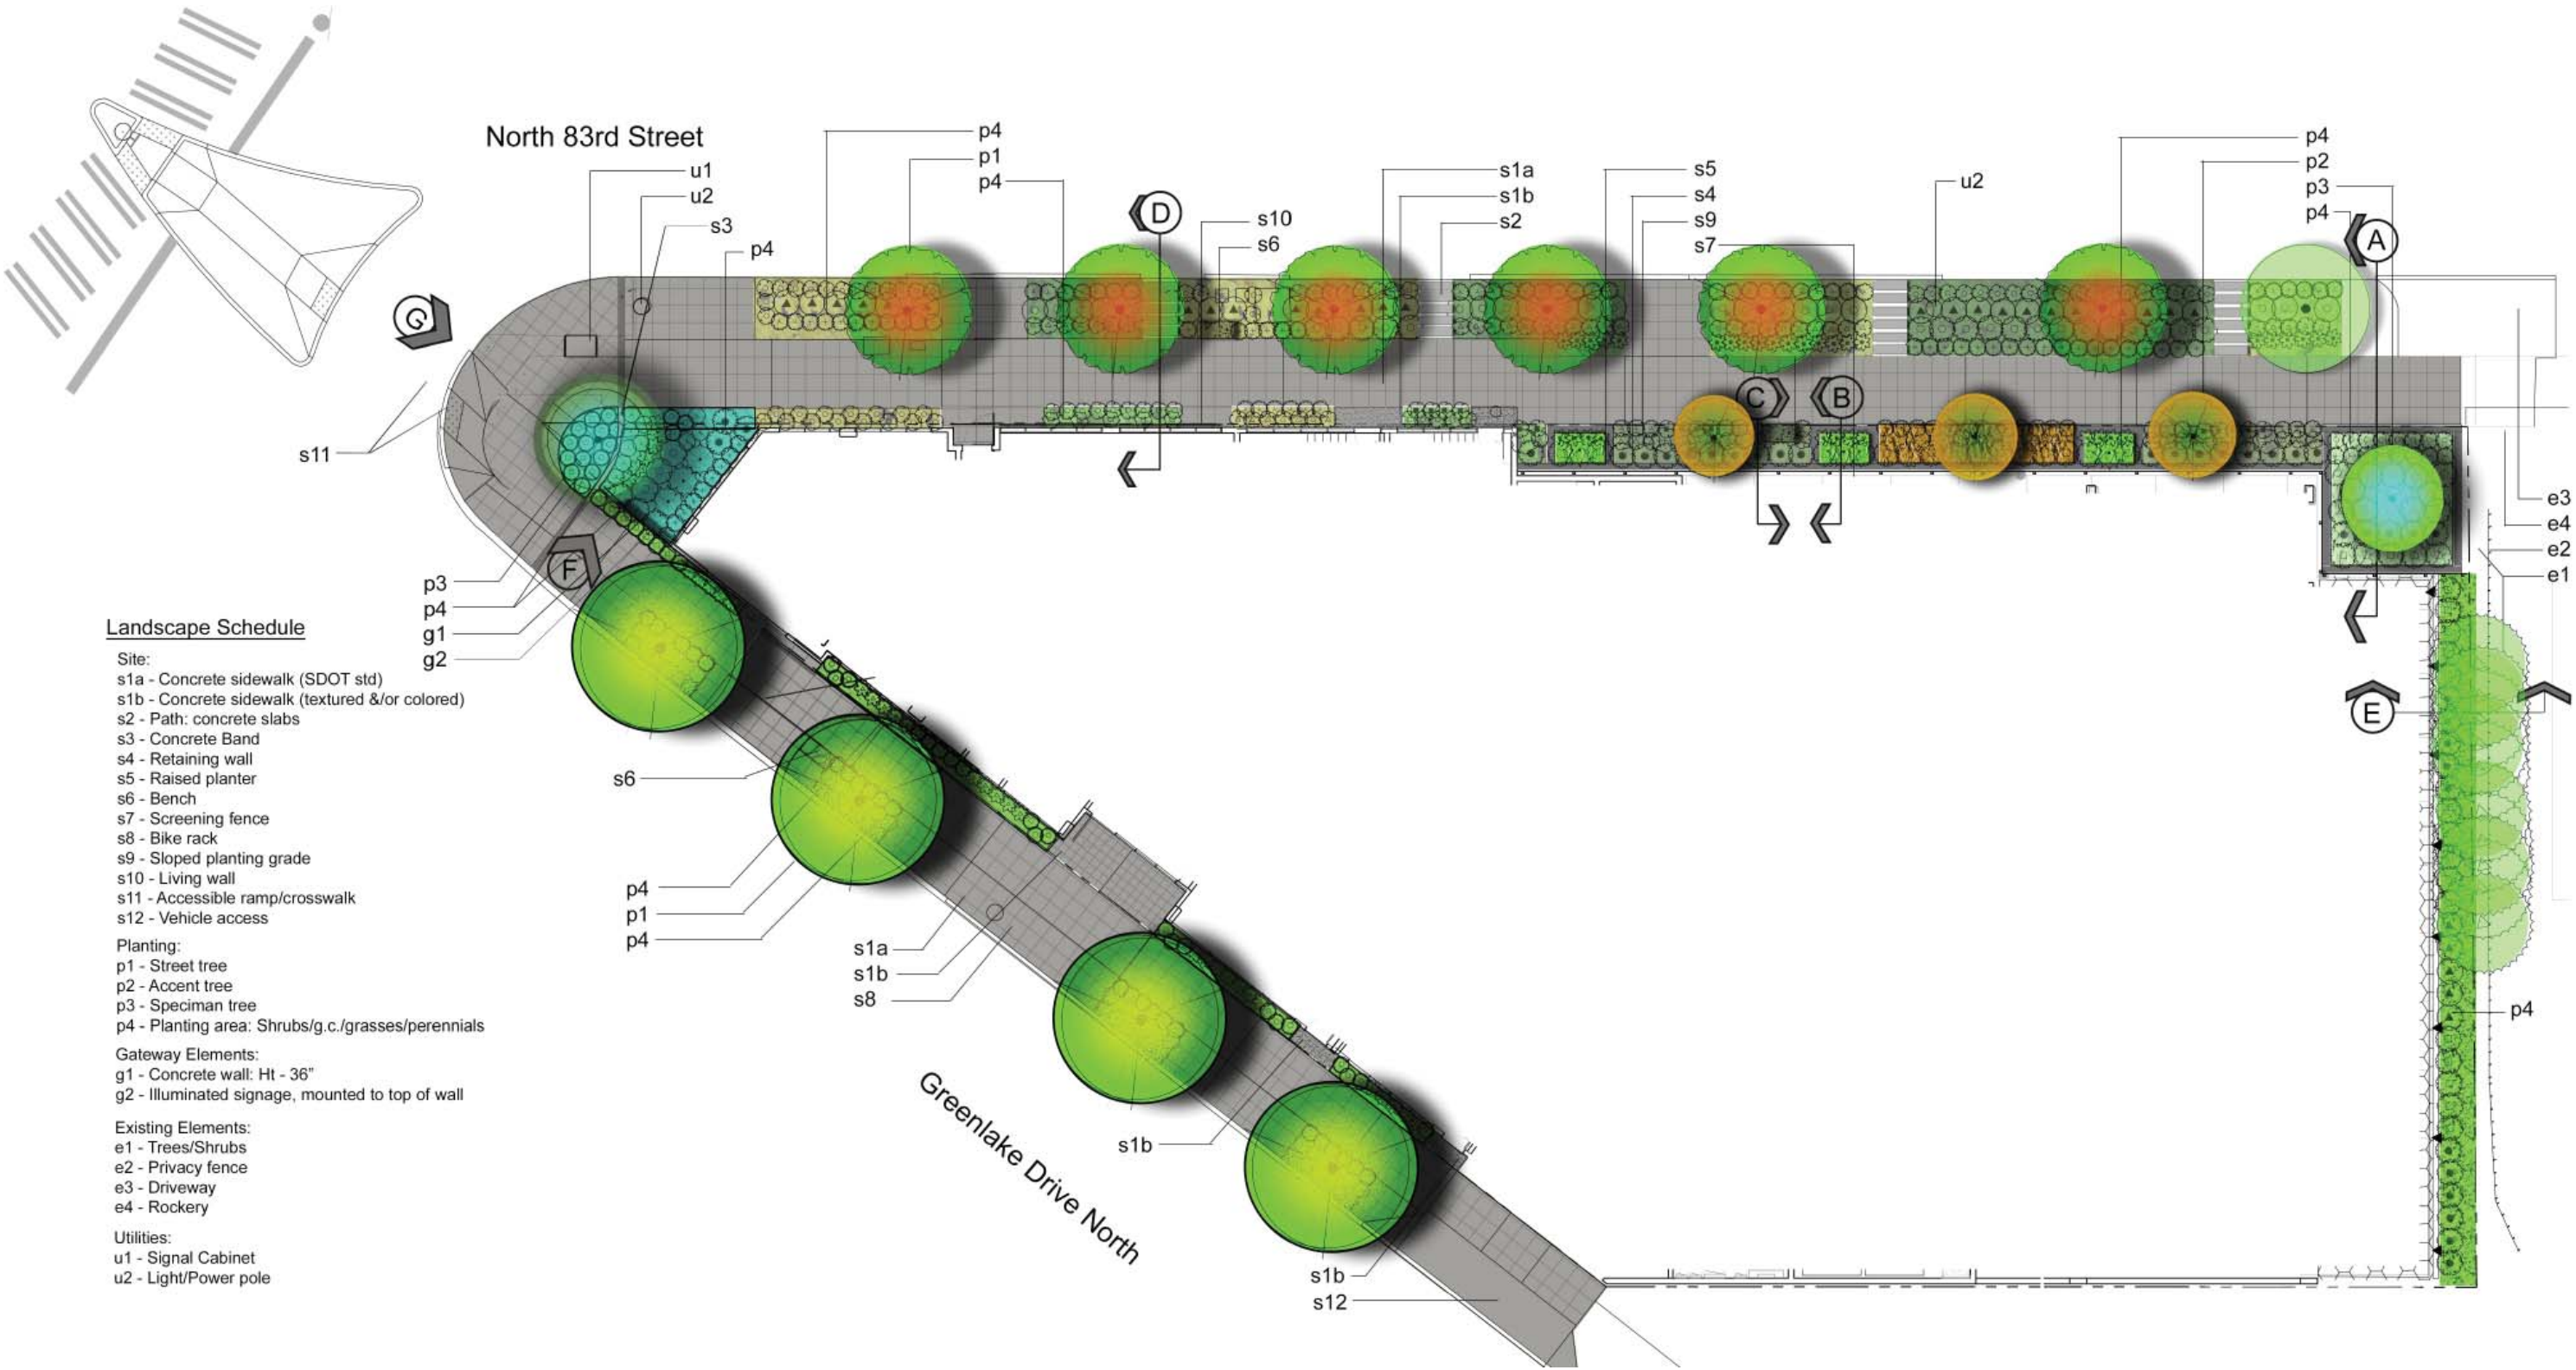 North 83rd Street
u1
u2
s3
p4
p4
p1
p4
D
s10
s6
s1a
s1b
s2
s5
s4
s9
s7
u2
p4
p2
p3
p4
A
G
C
B
s11
e3
e4
e2
e1
F
p3
p4
g1
g2
E
s6
p4
p1
p4
s1a
s1b
s8
p4
s1b
s1b
s12
Greenlake Drive North
Landscape Schedule
Site:
s1a - Concrete sidewalk (SDOT std)
s1b - Concrete sidewalk (textured &/or colored)
s2 - Path: concrete slabs
s3 - Concrete Band
s4 - Retaining wall
s5 - Raised planter
s6 - Bench
s7 - Screening fence
s8 - Bike rack
s9 - Sloped planting grade
s10 - Living wall
s11 - Accessible ramp/crosswalk
s12 - Vehicle access
Planting:
p1 - Street tree
p2 - Accent tree
p3 - Speciman tree
p4 - Planting area: Shrubs/g.c./grasses/perennials
Gateway Elements:
g1 - Concrete wall: Ht - 36”
g2 - Illuminated signage, mounted to top of wall
Existing Elements:
e1 - Trees/Shrubs
e2 - Privacy fence
e3 - Driveway
e4 - Rockery
Utilities:
u1 - Signal Cabinet
u2 - Light/Power pole